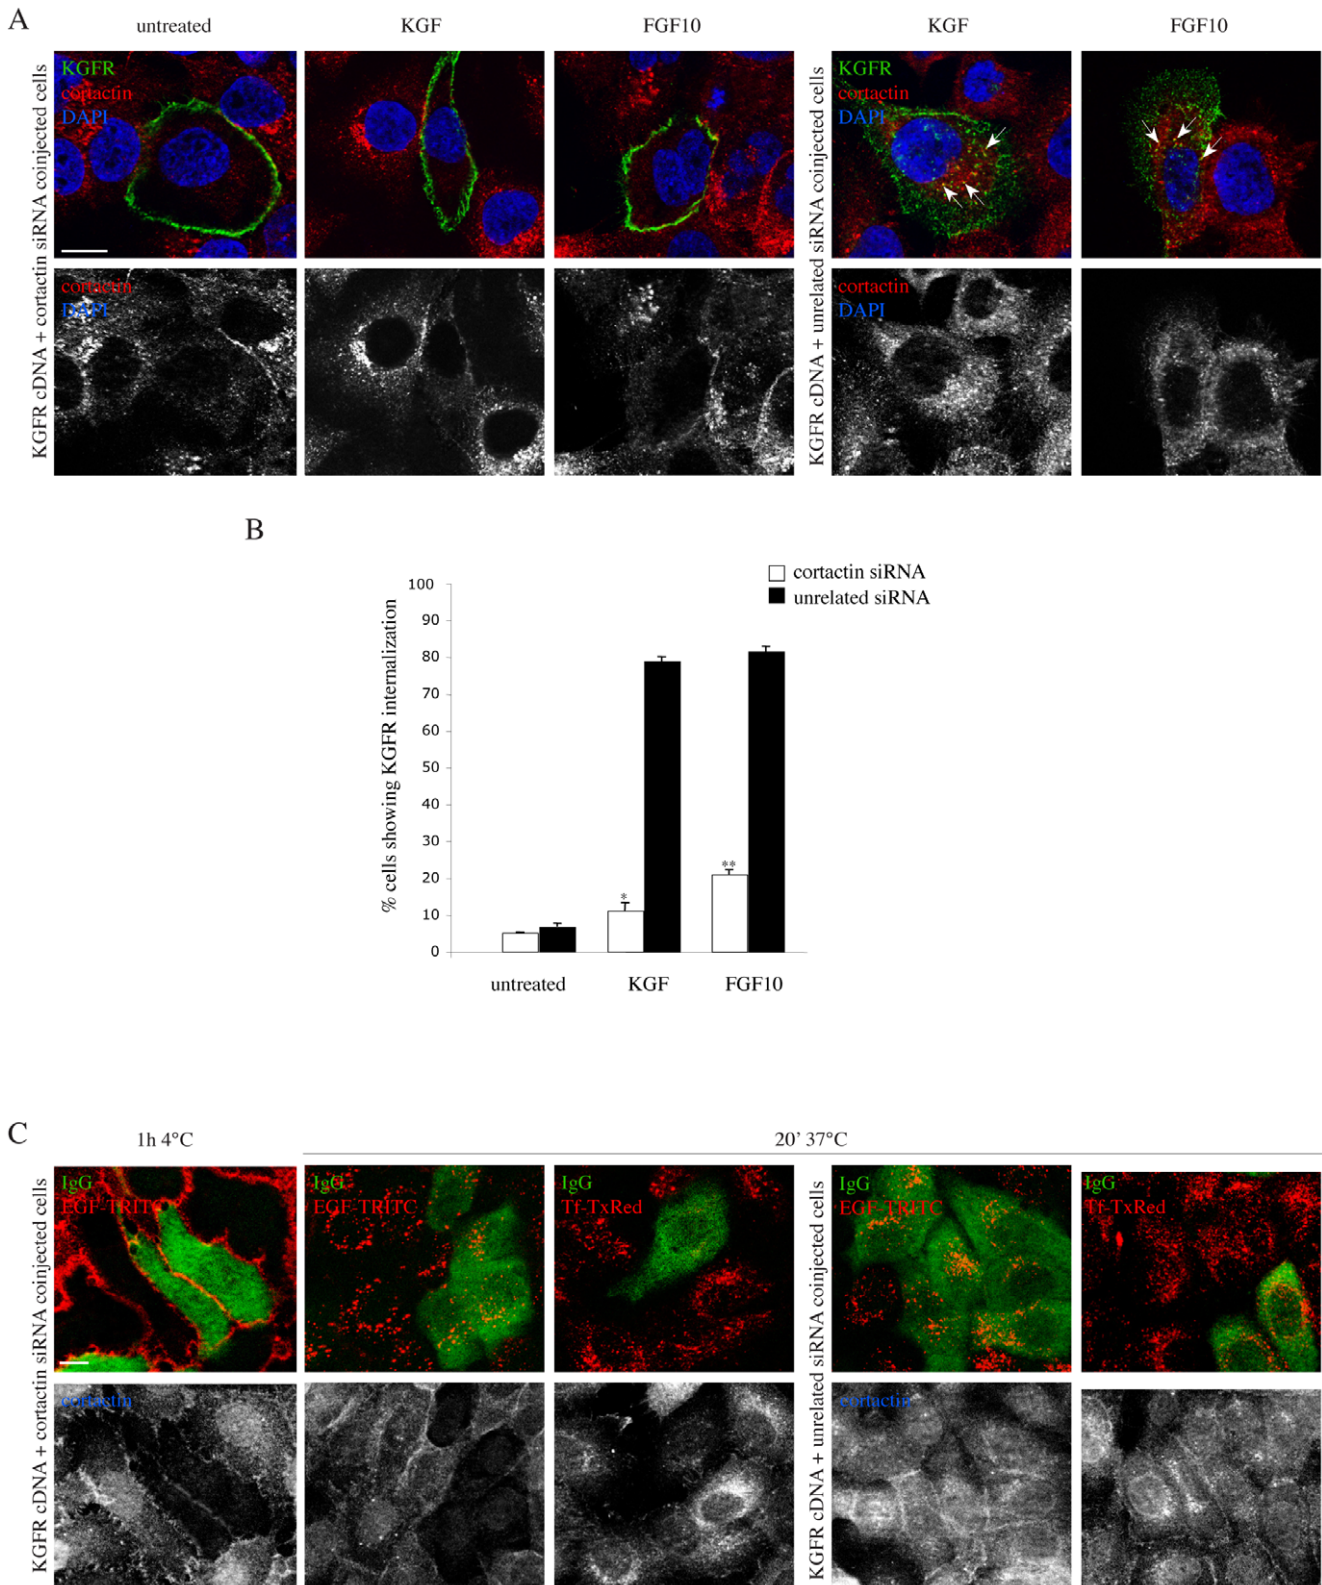 A
untreated
KGF
FGF10
KGF
FGF10
KGFR cDNA + cortactin siRNA coinjected cells
KGFR
cortactin
DAPI
KGFR cDNA + unrelated siRNA coinjected cells
KGFR
cortactin
DAPI
cortactin
DAPI
cortactin
DAPI
B
cortactin siRNA
unrelated siRNA
% cells showing KGFR internalization
100
90
80
70
60
50
40
30
20
10
0
*
**
untreated
KGF
FGF10
C
1h 4°C
20' 37°C
KGFR cDNA + cortactin siRNA coinjected cells
IgG
EGF-TRITC
IgG
EGF-TRITC
IgG
Tf-TxRed
KGFR cDNA + unrelated siRNA coinjected cells
IgG
EGF-TRITC
IgG
Tf-TxRed
cortactin
cortactin